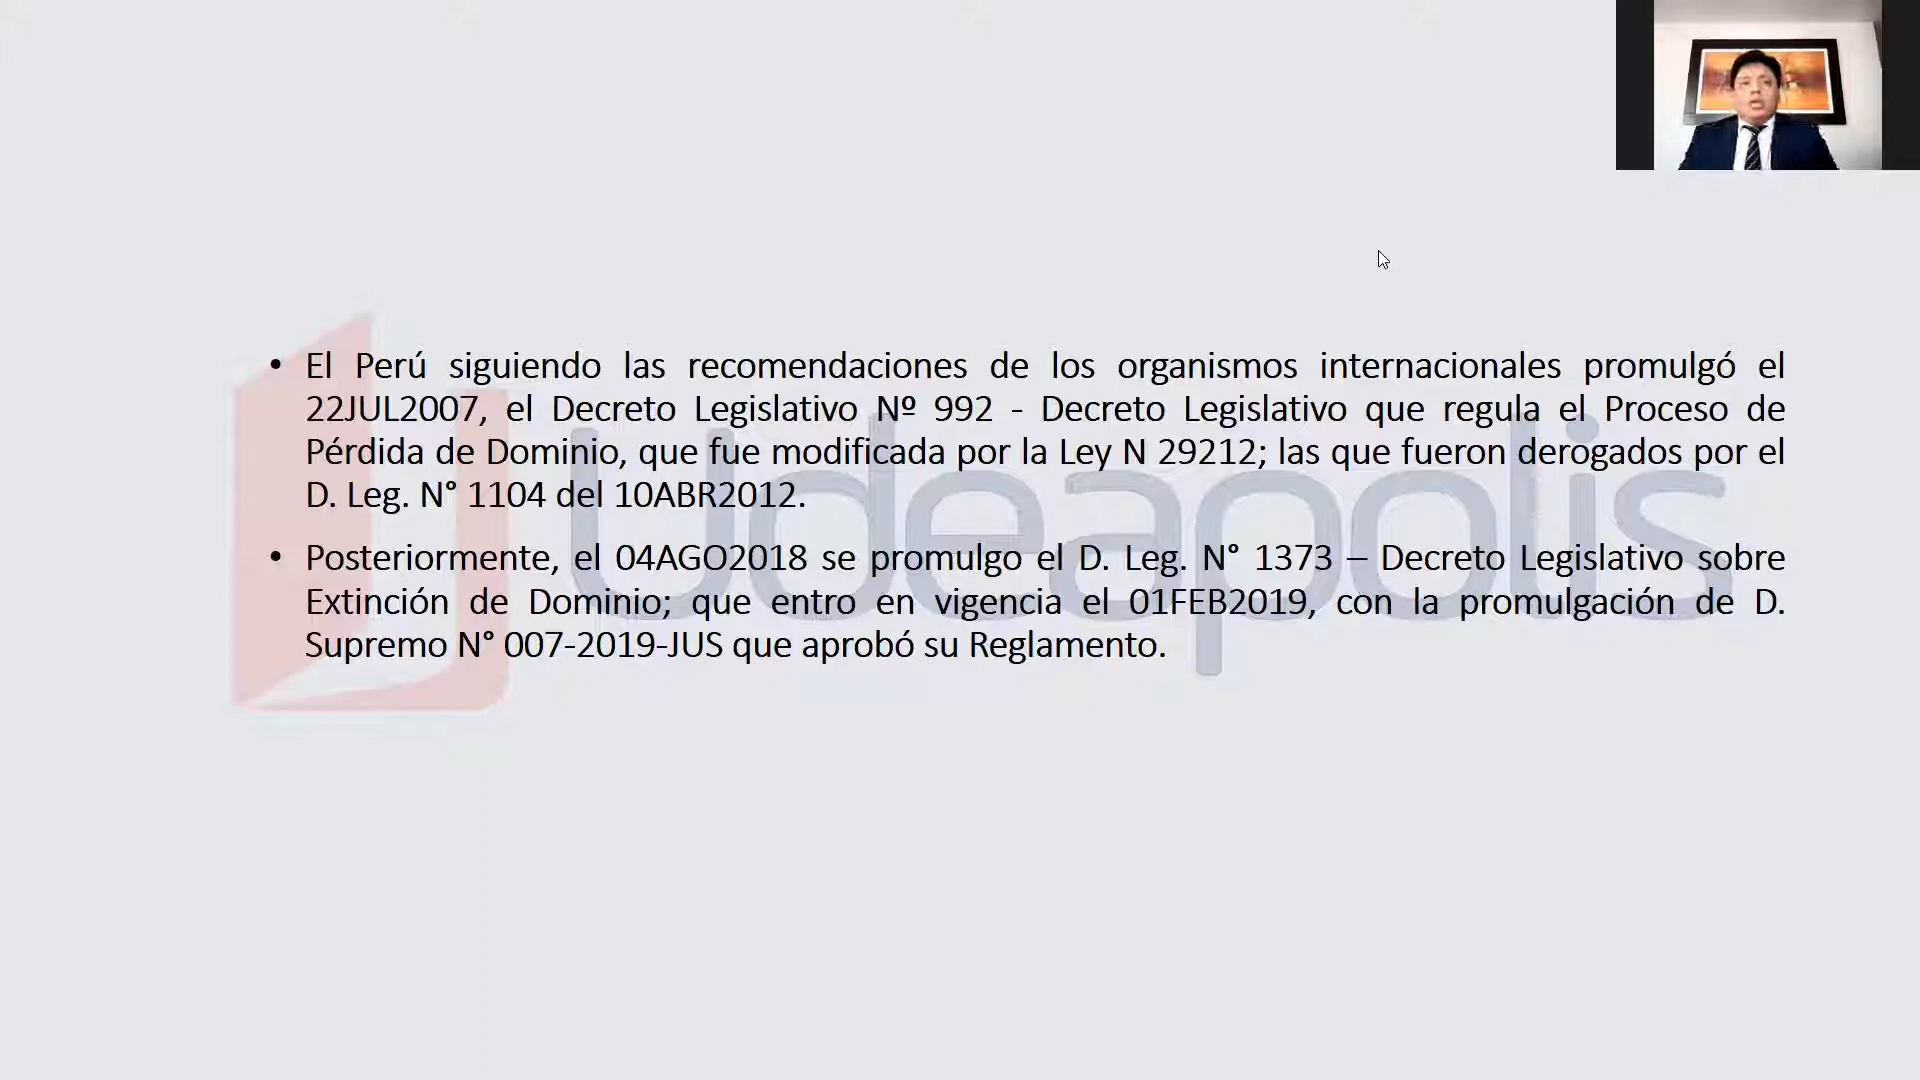 • El Perú siguiendo las recomendaciones de los organismos internacionales promulgó el
22JUL2007, el Decreto Legislativo Nº 992 - Decreto Legislativo que regula el Proceso de
Pérdida de Dominio, que fue modificada por la Ley N 29212; las que fueron derogados por el
D. Leg. N° 1104 del 10ABR2012.
• Posteriormente, el 04AGO2018 se promulgo el D. Leg. N° 1373 – Decreto Legislativo sobre
Extinción de Dominio; que entro en vigencia el 01FEB2019, con la promulgación de D.
Supremo N° 007-2019-JUS que aprobó su Reglamento.
Udeapolis